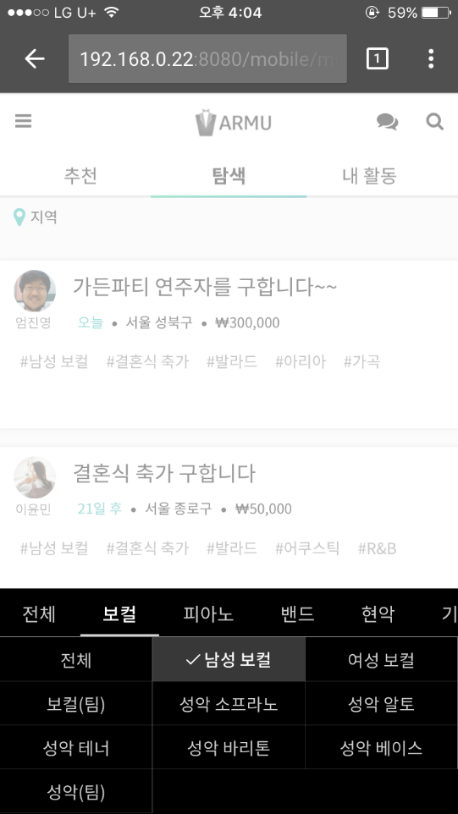 LG U+ 오후 4:04 59%
192.168.0.22:8080/mobile/m
1
ARMU
추천 탐색 내 활동
지역
가든파티 연주자를 구합니다~~
엄진영 오늘 • 서울 성북구 • ₩300,000
#남성 보컬 #결혼식 축가 #발라드 #아리아 #가곡
결혼식 축가 구합니다
이윤민 21일 후 • 서울 종로구 • ₩50,000
#남성 보컬 #결혼식 축가 #발라드 #어쿠스틱 #R&B
전체 보컬 피아노 밴드 현악 기
전체 ✓남성 보컬 여성 보컬
보컬(팀) 성악 소프라노 성악 알토
성악 테너 성악 바리톤 성악 베이스
성악(팀)